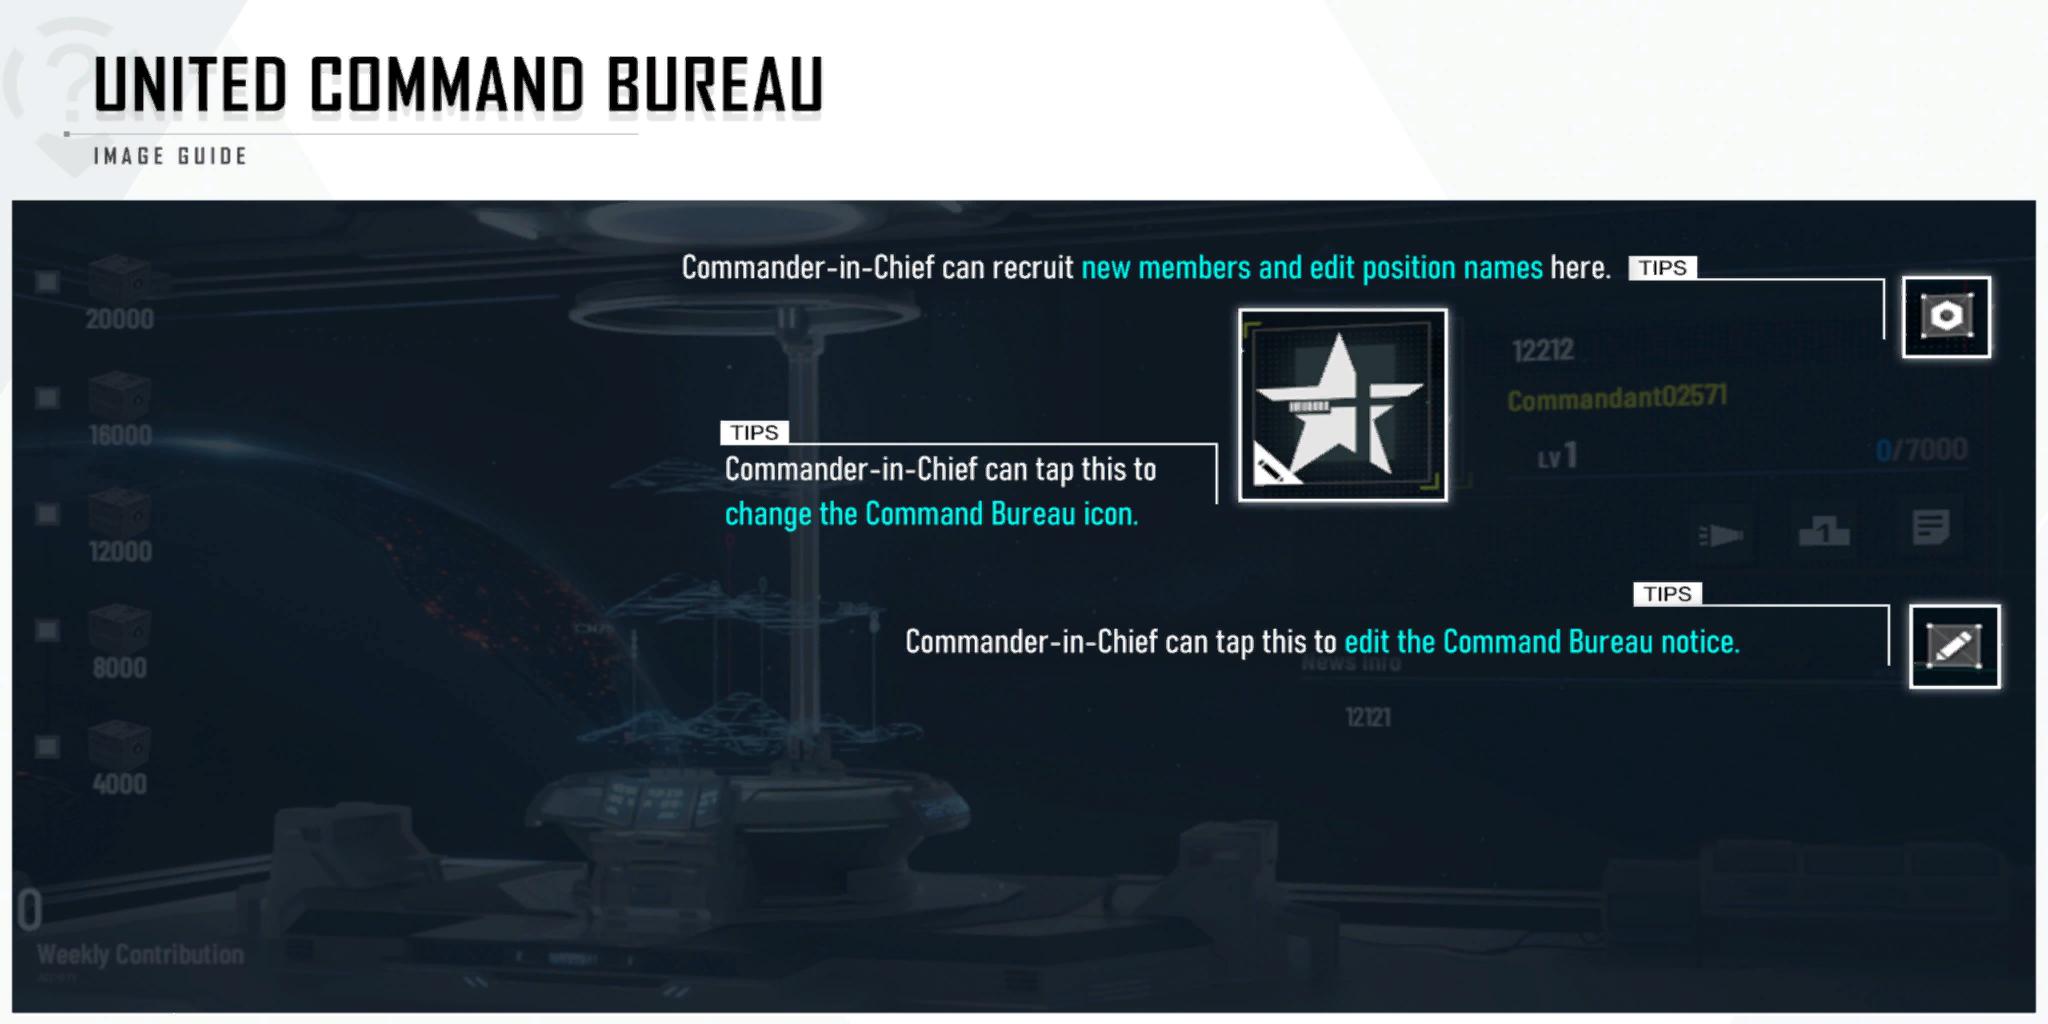 UNITED COMMAND BUREAU
IMAGE GUIDE
Commander-in-Chief can recruit new members and edit position names here.
TIPS
20000
12212
Commandant02571
16000
TIPS
LV 1
0/7000
Commander-in-Chief can tap this to
change the Command Bureau icon.
1
12000
TIPS
Commander-in-Chief can tap this to edit the Command Bureau notice.
News Info
8000
12121
4000
0
Weekly Contribution